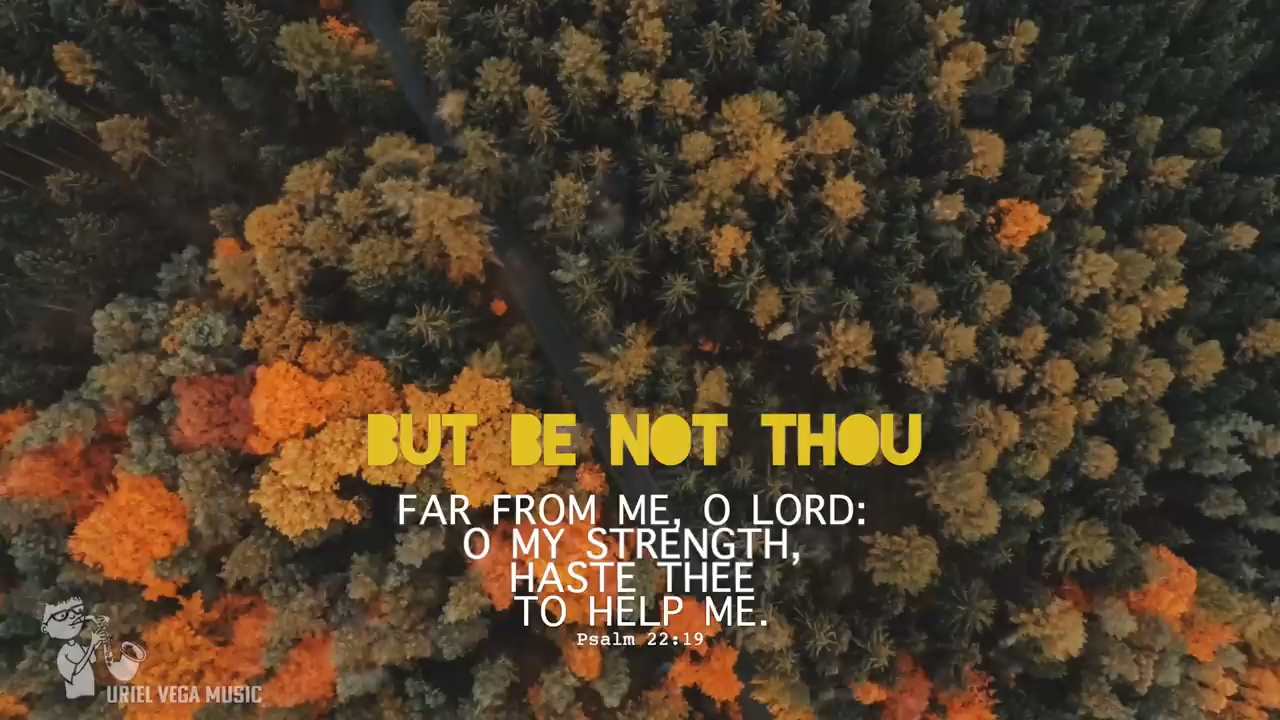 BUT BE NOT THOU
FAR FROM ME, O LORD:
O MY STRENGTH,
HASTE THEE
TO HELP ME.
Psalm 22:19
URIEL VEGA MUSIC